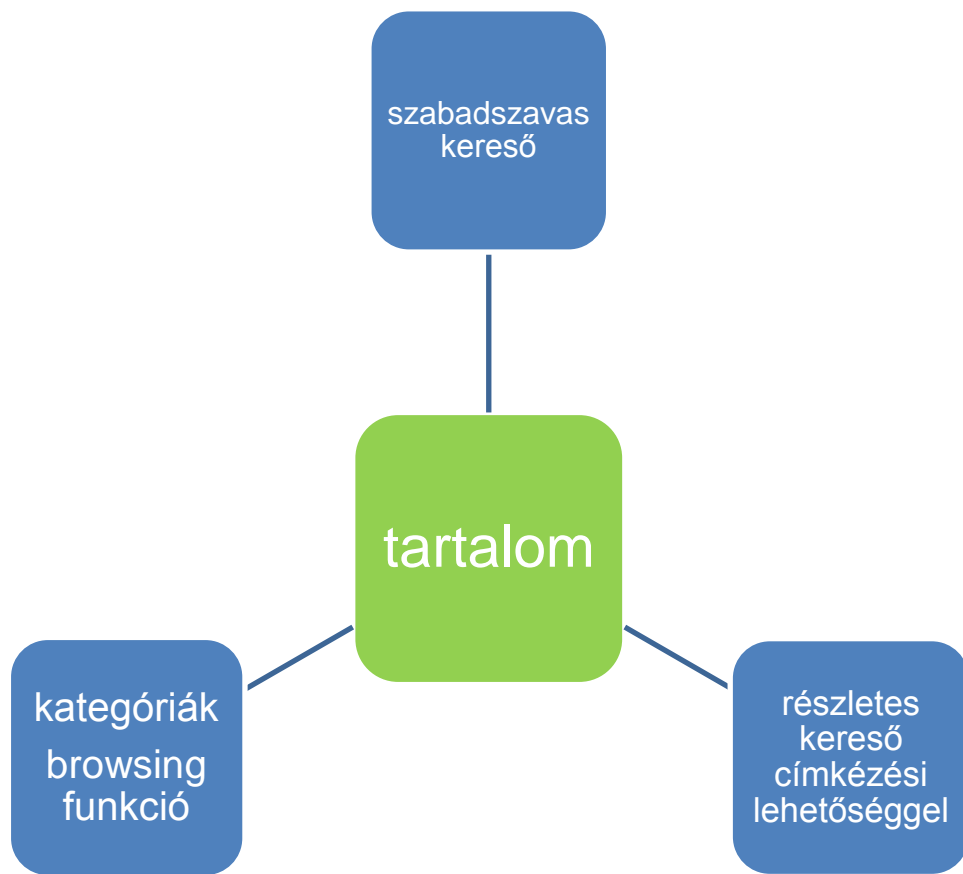 szabadszavas
kereső
tartalom
kategóriák
browsing
funkció
részletes
kereső
címkézési
lehetőséggel